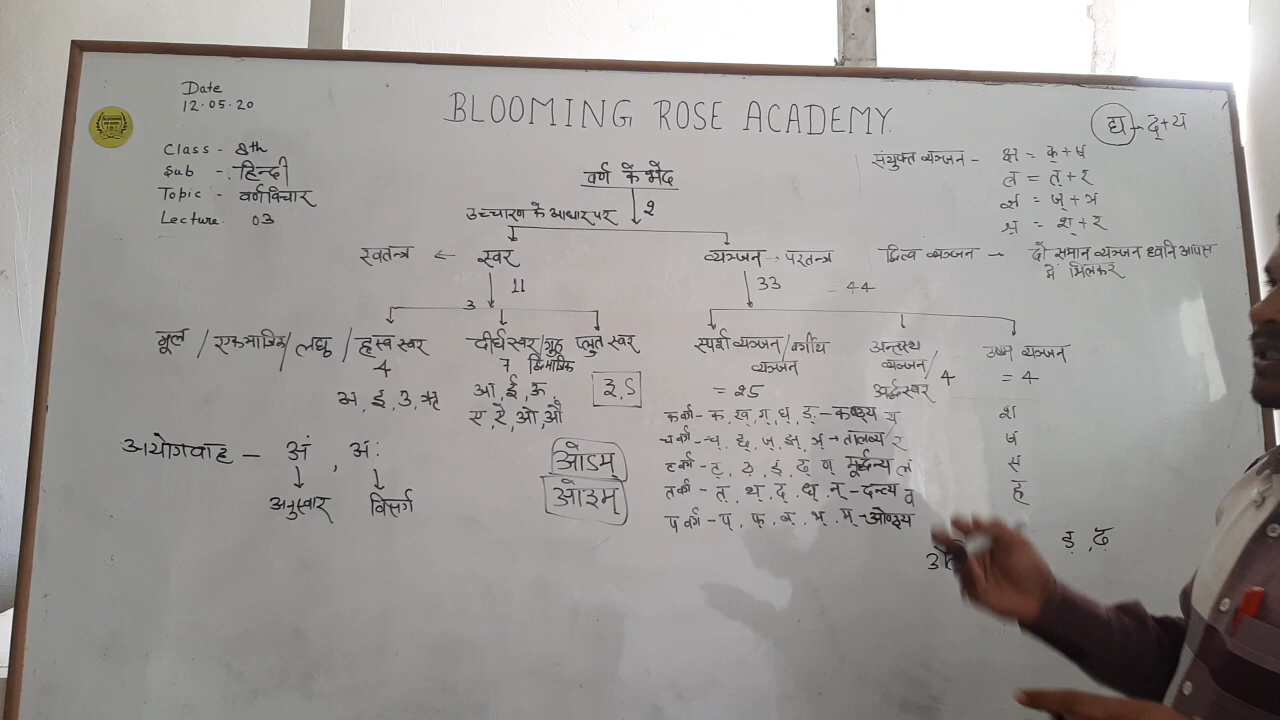 Date
12.05.20
BLOOMING ROSE ACADEMY.
Class - 8th
Sub - हिन्दी
Topic - वर्णविचार
Lecture. 03
द्य → द्+य
संयुक्त व्यञ्जन - क्ष = क्+ष
त्र = त्+र
ज्ञ = ज्+ञ
श्र = श्+र
वर्ण के भेद
2
उच्चारण के आधार पर
स्वतन्त्र ← स्वर
व्यञ्जन → परतन्त्र
द्वित्व व्यञ्जन - दो समान व्यञ्जन ध्वनि आपस
में मिलकर
11
33
44
3
मूल / एकमात्रिक / लघु / ह्रस्व स्वर
4
अ, इ, उ, ऋ
दीर्घ स्वर/गुरु
7 द्विमात्रिक
आ, ई, ऊ,
ए, ऐ, ओ, औ
प्लुत स्वर
३, ऽ
स्पर्श व्यञ्जन/वर्गीय
व्यञ्जन
= 25
अन्तस्थ
व्यञ्जन/
अर्द्धस्वर 4
उष्म व्यञ्जन
= 4
क वर्ग - क, ख्, ग्, घ्, ङ् - कण्ठ्य य श
च वर्ग - च्, छ्, ज्, झ्, ञ् → तालव्य र ष
ट वर्ग - ट्, ठ्, ड्, ढ्, ण् मूर्द्धन्य ल स
त वर्ग - त्, थ्, द्, ध्, न् - दन्त्य व ह
प वर्ग - प्, फ्, ब्, भ्, म् → ओष्ठ्य
अयोगवाह - अं, अः
अनुस्वार विसर्ग
ओऽम्
ओ३म्
ड़, ढ़